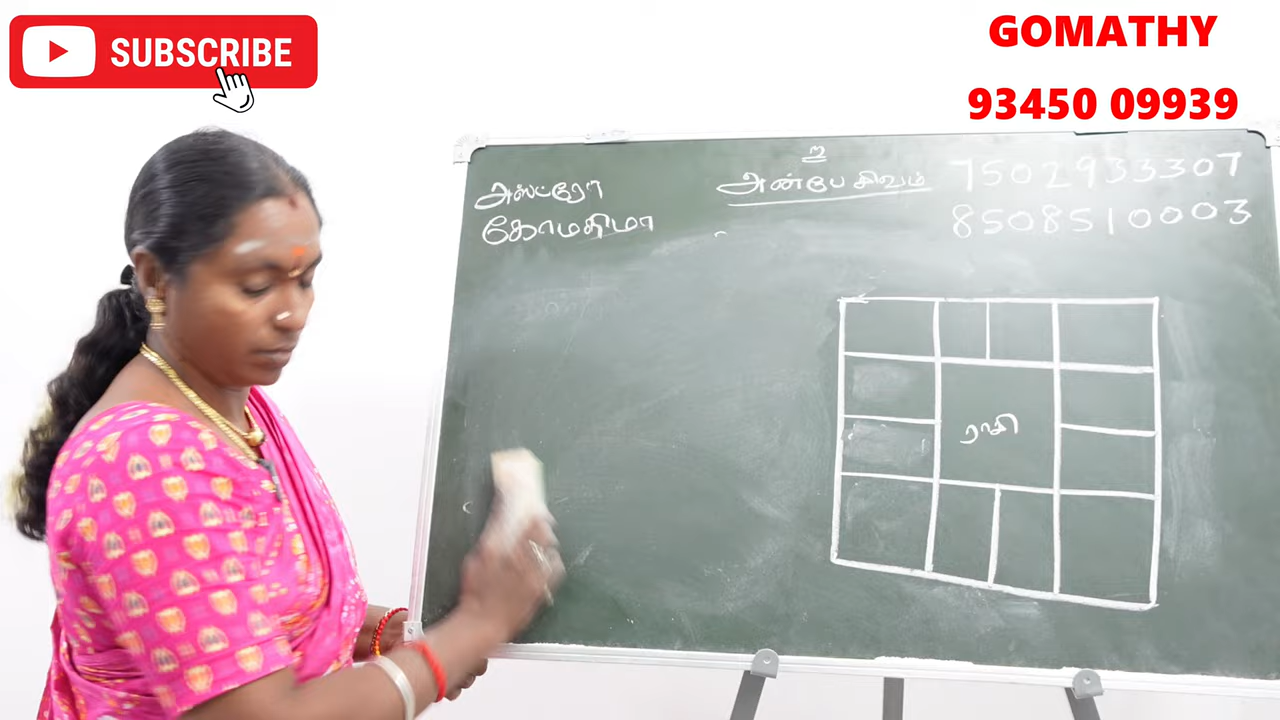 SUBSCRIBE
GOMATHY
93450 09939
உ
அன்பே சிவம்
அஸ்ட்ரோ
கோமதிமா
7502933307
8508510003
ராசி